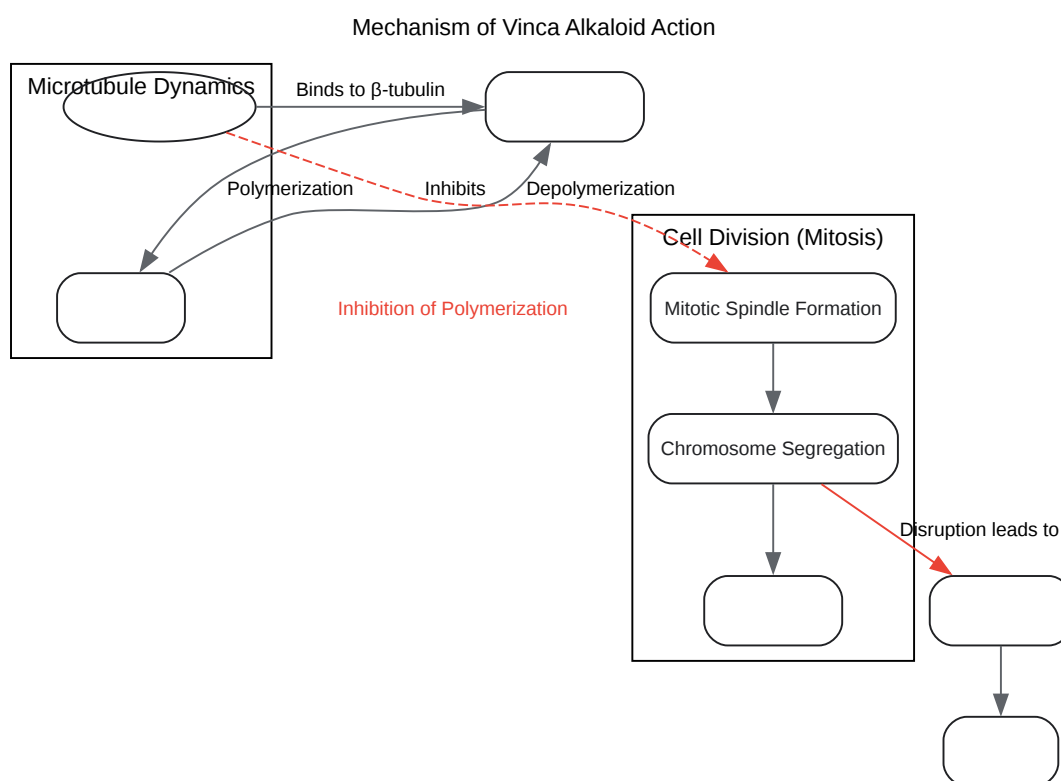 Mechanism of Vinca Alkaloid Action
Microtubule Dynamics
Binds to β-tubulin
Polymerization
Inhibits
Depolymerization
Cell Division (Mitosis)
Inhibition of Polymerization
Mitotic Spindle Formation
Chromosome Segregation
Disruption leads to